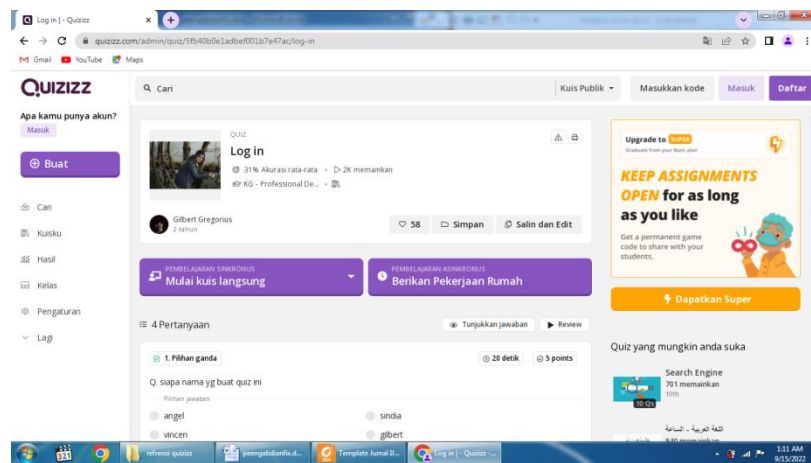 Log in | - Quizizz
quizizz.com/admin/quiz/5fb40b0e1adbef001b7e47ac/log-in
Gmail YouTube Maps
QUIZIZZ
Cari
Kuis Publik
Masukkan kode
Masuk
Daftar
Apa kamu punya akun?
Masuk
Buat
Cari
Kuisku
Hasil
Kelas
Pengaturan
Lagi
QUIZ
Log in
31% Akurasi rata-rata 2K memainkan
KG - Professional De...
Gilbert Gregorius
2 tahun
58
Simpan
Salin dan Edit
PEMBELAJARAN SINKRONUS
Mulai kuis langsung
PEMBELAJARAN ASINKRONUS
Berikan Pekerjaan Rumah
4 Pertanyaan
Tunjukkan jawaban
Review
1. Pilihan ganda
20 detik
5 points
Q. siapa nama yg buat quiz ini
Pilihan jawaban
angel
sindia
vincen
gilbert
Upgrade to SUPER
Graduate from your Basic plan
KEEP ASSIGNMENTS
OPEN for as long
as you like
Get a permanent game
code to share with your
students.
Dapatkan Super
Quiz yang mungkin anda suka
Search Engine
701 memainkan
10th
10 Qs
اللغة العربية - الساعة
940 memainkan
refrensi quizizz
peengabdianfix.d...
Template Jurnal II...
Log in | - Quizizz -...
1:11 AM
9/15/2022